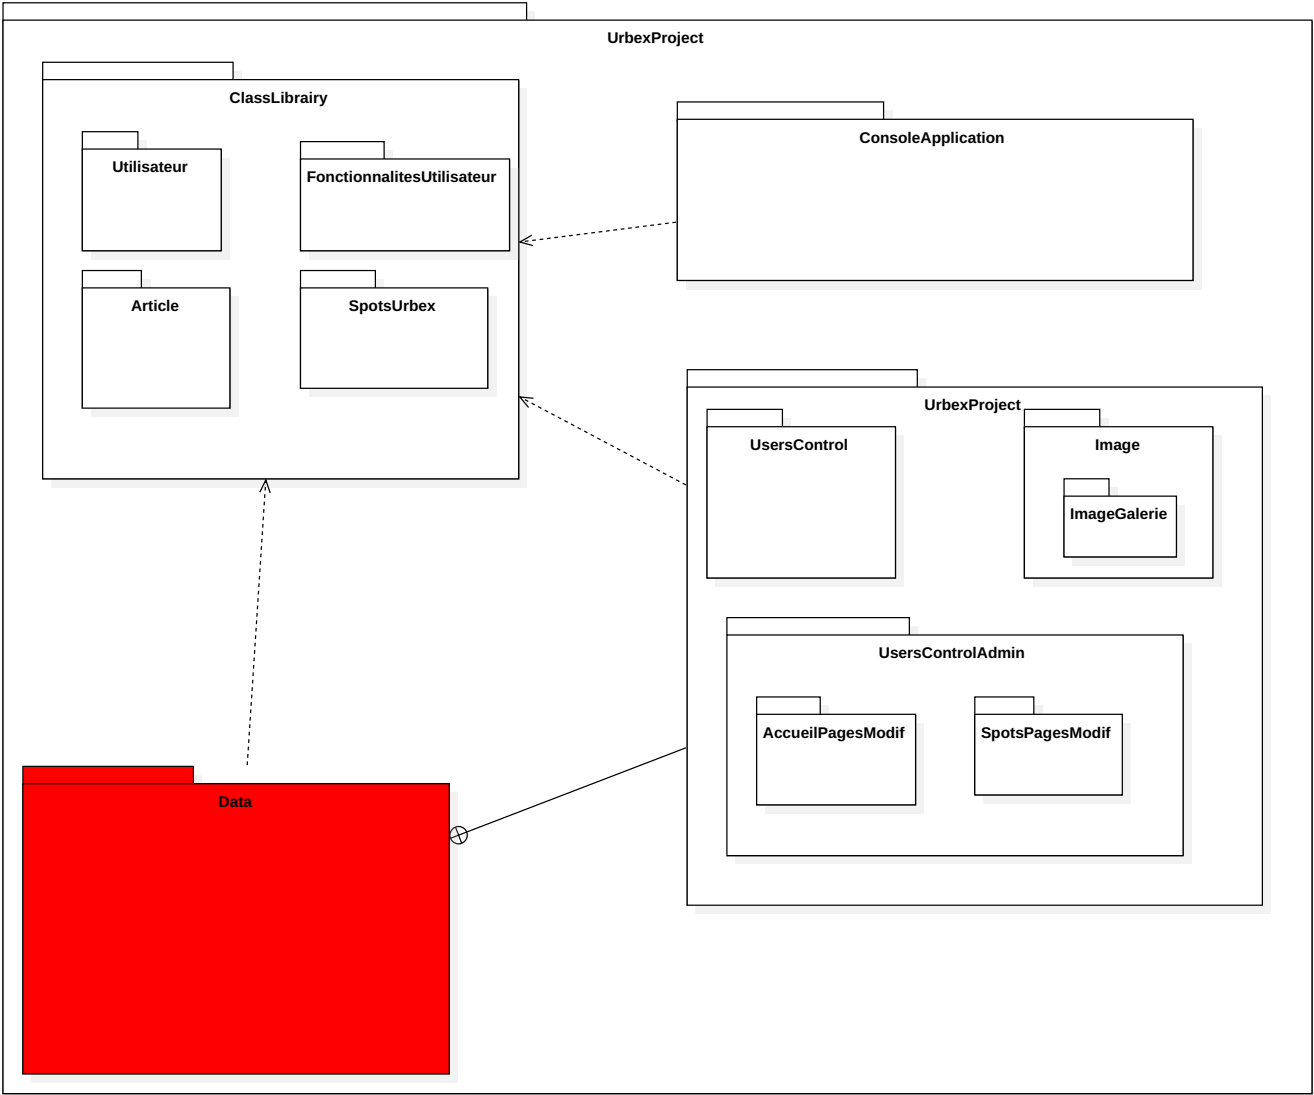 UrbexProject
ClassLibrairy
Utilisateur
FonctionnalitesUtilisateur
Article
SpotsUrbex
ConsoleApplication
UrbexProject
UsersControl
Image
ImageGalerie
UsersControlAdmin
AccueilPagesModif
SpotsPagesModif
Data